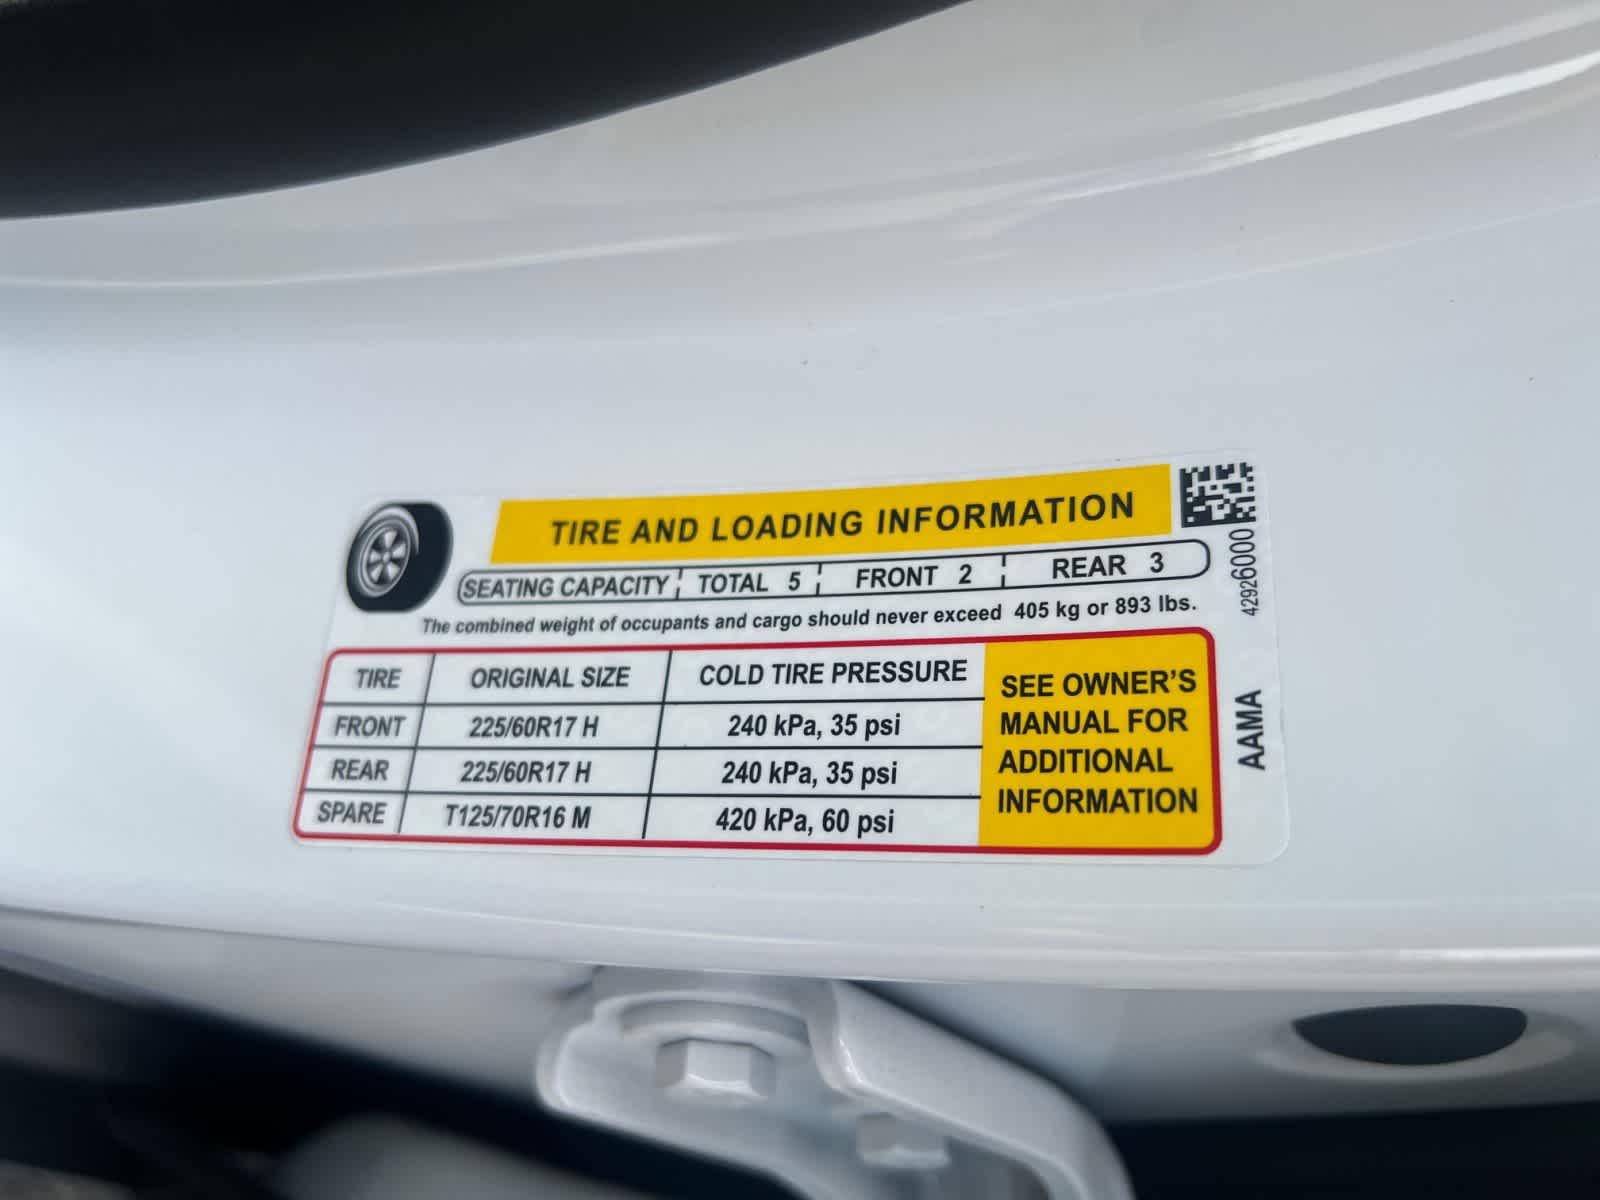 TIRE AND LOADING INFORMATION
SEATING CAPACITY TOTAL 5 FRONT 2 REAR 3
The combined weight of occupants and cargo should never exceed 405 kg or 893 lbs.
TIRE ORIGINAL SIZE COLD TIRE PRESSURE
FRONT 225/60R17 H 240 kPa, 35 psi
REAR 225/60R17 H 240 kPa, 35 psi
SPARE T125/70R16 M 420 kPa, 60 psi
SEE OWNER'S
MANUAL FOR
ADDITIONAL
INFORMATION
42926000
AAMA